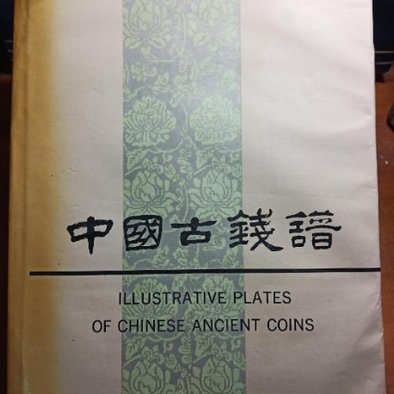 中國古錢譜
ILLUSTRATIVE PLATES
OF CHINESE ANCIENT COINS